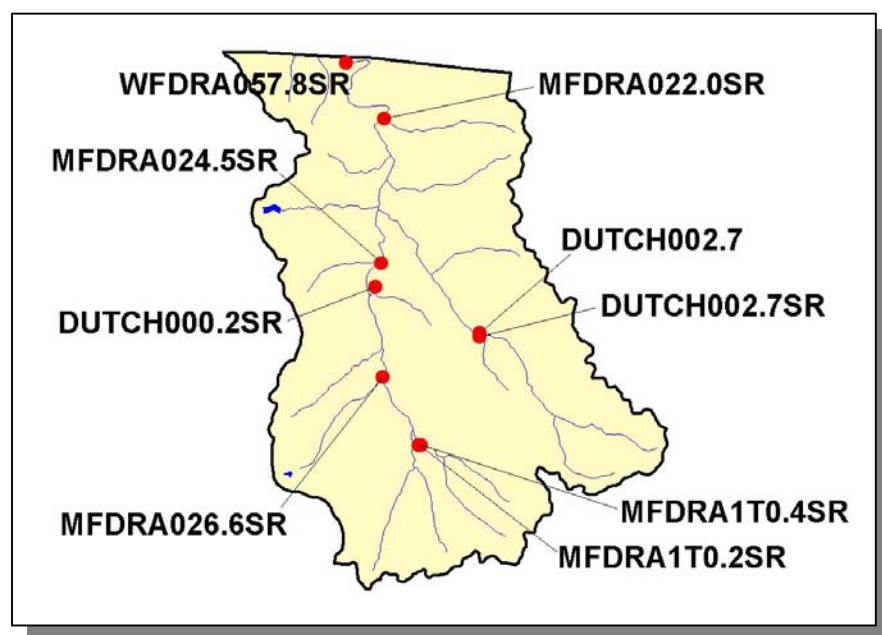 WFDRA057.8SR
MFDRA022.0SR
MFDRA024.5SR
DUTCH002.7
DUTCH002.7SR
DUTCH000.2SR
MFDRA1T0.4SR
MFDRA026.6SR
MFDRA1T0.2SR